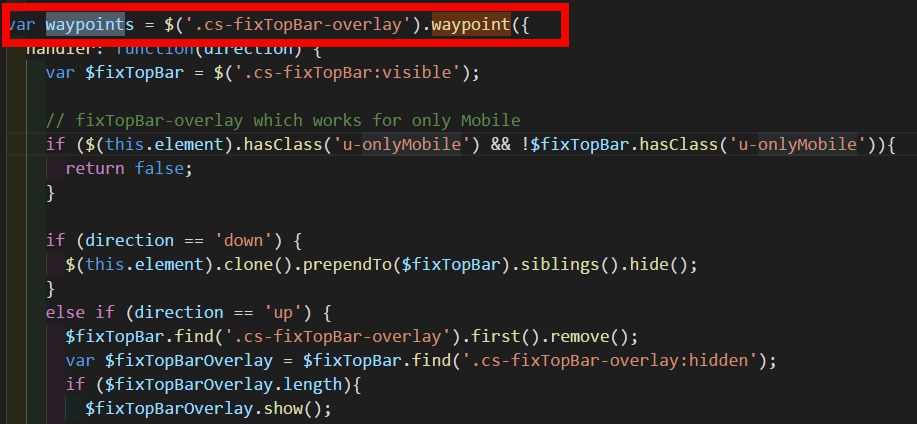 var waypoints = $('.cs-fixTopBar-overlay').waypoint({
handler: function(direction) {
var $fixTopBar = $('.cs-fixTopBar:visible');
// fixTopBar-overlay which works for only Mobile
if ($(this.element).hasClass('u-onlyMobile') && !$fixTopBar.hasClass('u-onlyMobile')){
return false;
}
if (direction == 'down') {
$(this.element).clone().prependTo($fixTopBar).siblings().hide();
}
else if (direction == 'up') {
$fixTopBar.find('.cs-fixTopBar-overlay').first().remove();
var $fixTopBarOverlay = $fixTopBar.find('.cs-fixTopBar-overlay:hidden');
if ($fixTopBarOverlay.length){
$fixTopBarOverlay.show();